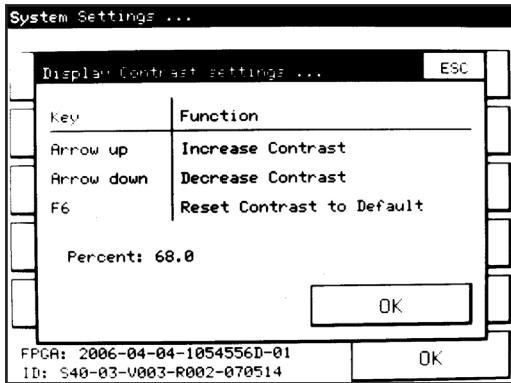 System Settings ...
Display Contrast settings ...
ESC
Key Function
Arrow up Increase Contrast
Arrow down Decrease Contrast
F6 Reset Contrast to Default
Percent: 68.0
OK
FPGA: 2006-04-04-1054556D-01
OK
ID: S40-03-V003-R002-070514